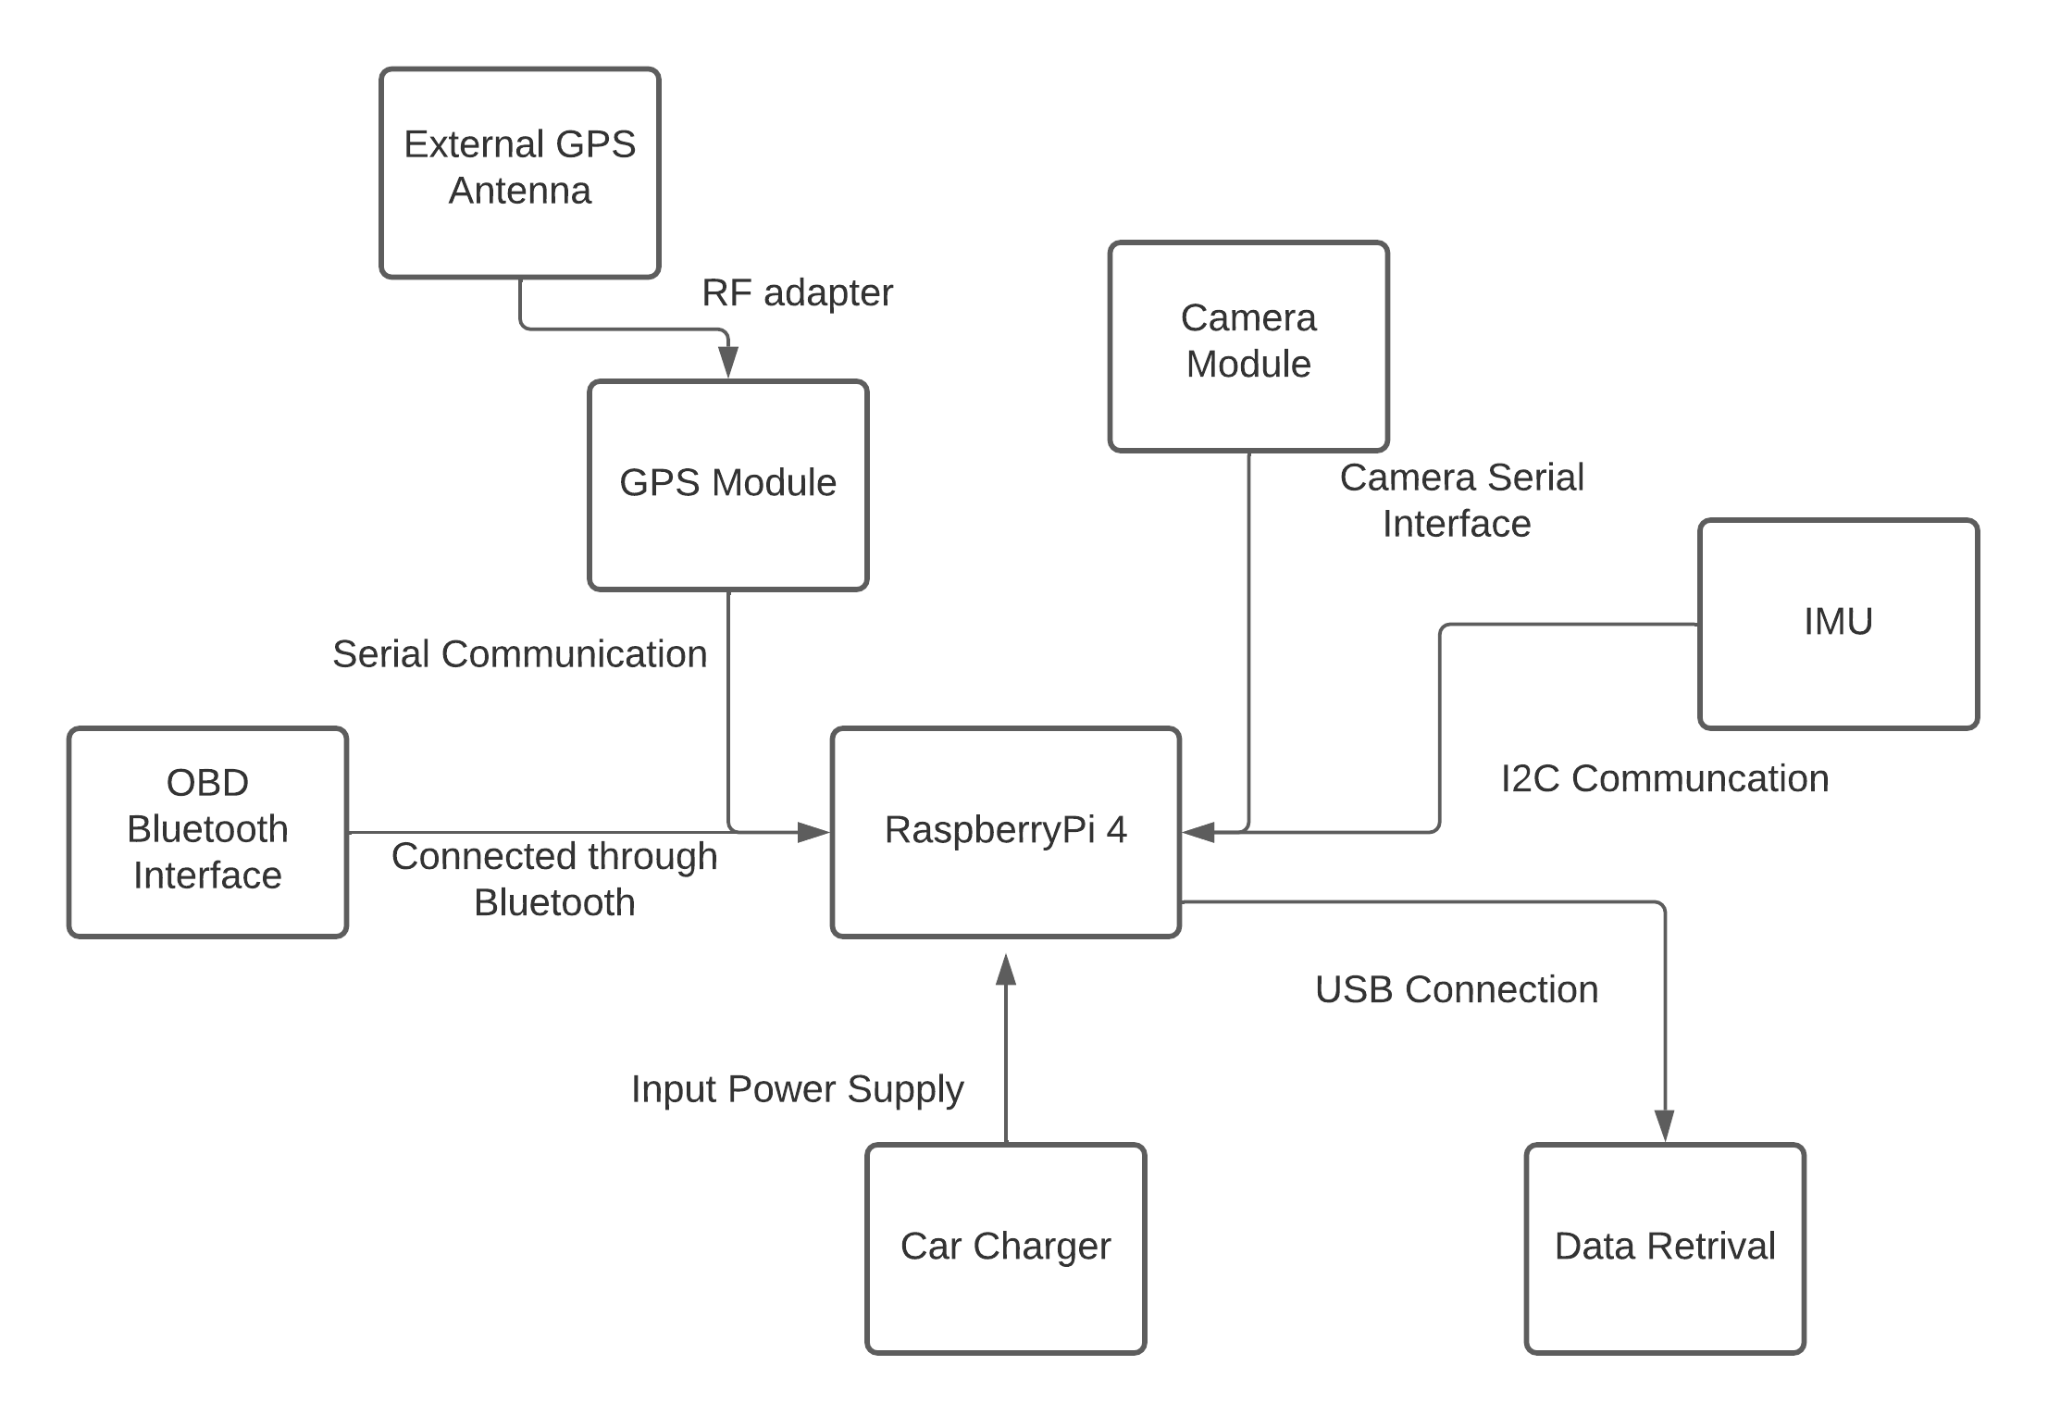 External GPS
Antenna
RF adapter
Camera
Module
GPS Module
Camera Serial
Interface
IMU
Serial Communication
OBD
Bluetooth
Interface
Connected through
Bluetooth
RaspberryPi 4
I2C Communcation
USB Connection
Input Power Supply
Car Charger
Data Retrival